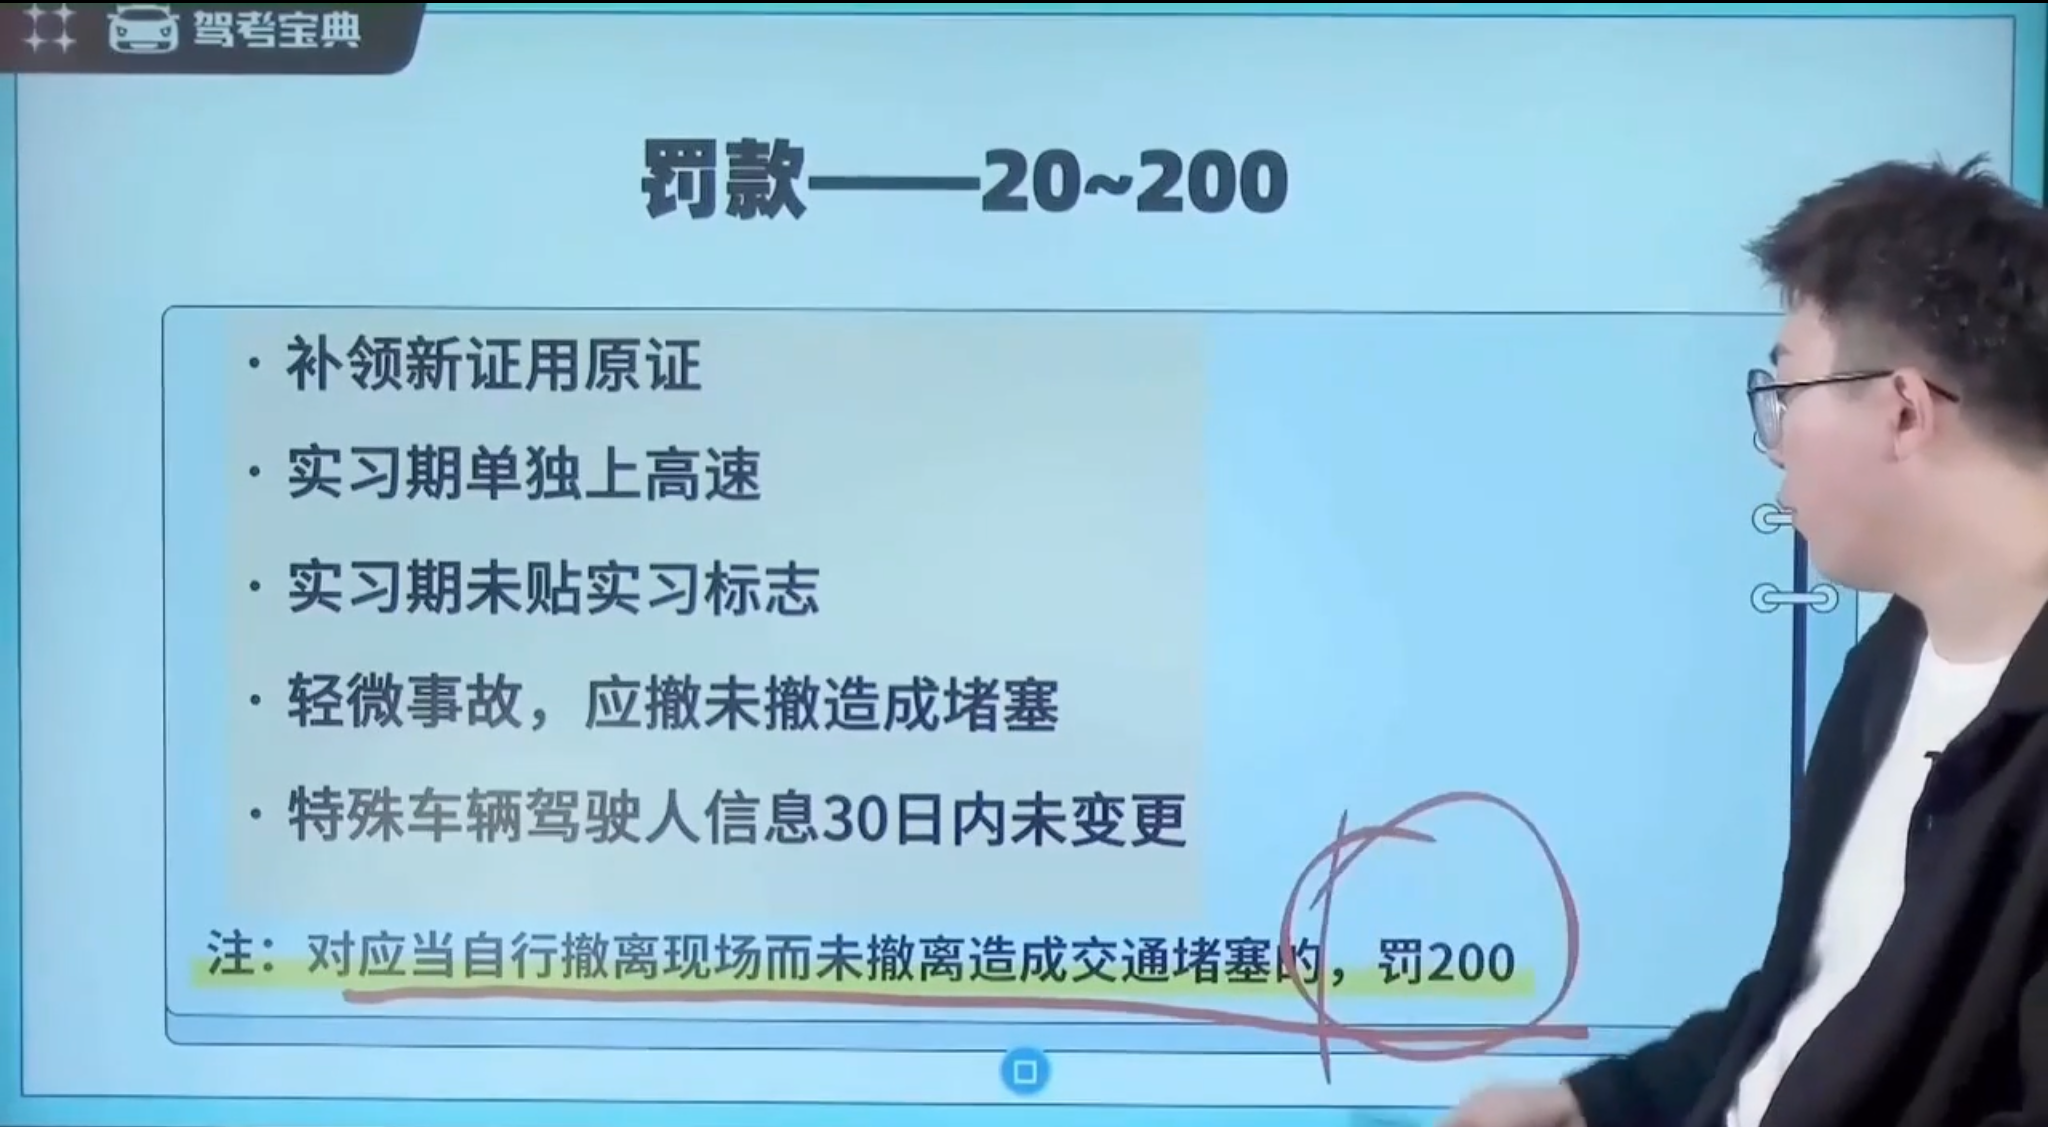 驾考宝典
罚款——20~200
· 补领新证用原证
· 实习期单独上高速
· 实习期未贴实习标志
· 轻微事故，应撤未撤造成堵塞
· 特殊车辆驾驶人信息30日内未变更
注：对应当自行撤离现场而未撤离造成交通堵塞的，罚200